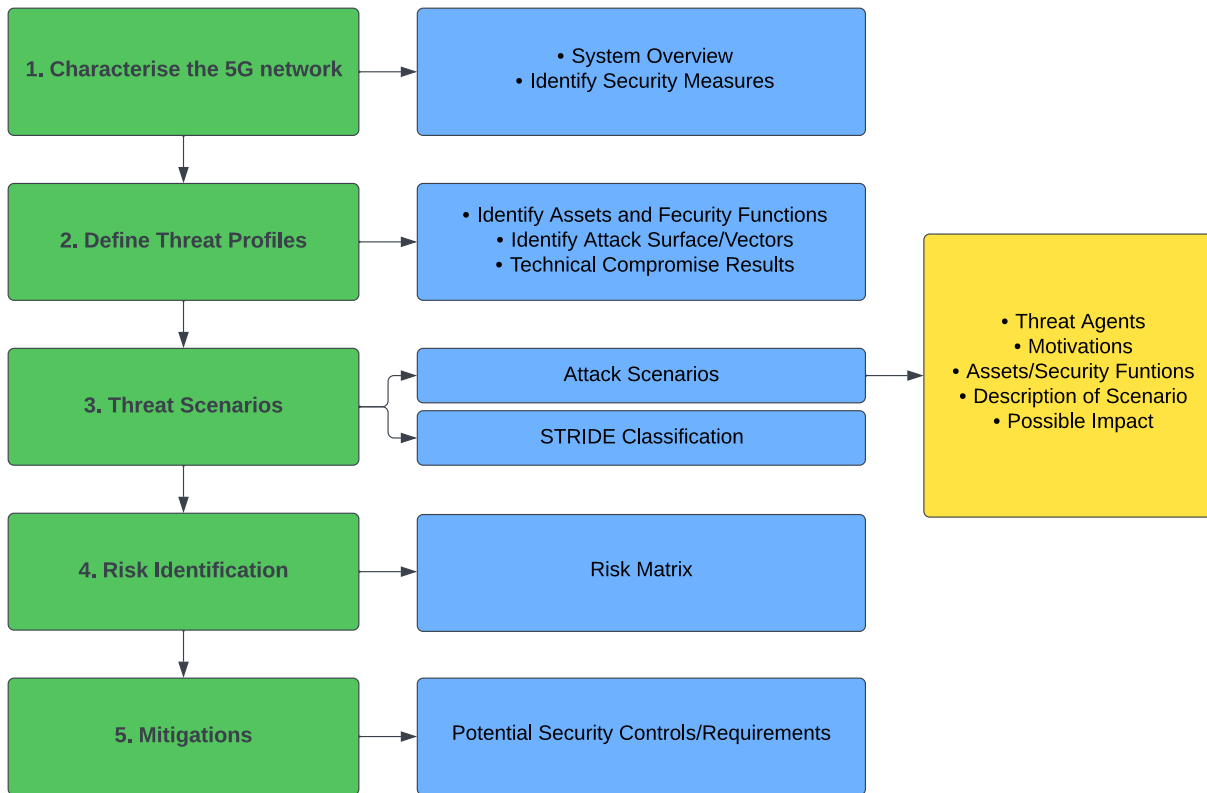 1. Characterise the 5G network
• System Overview
• Identify Security Measures
2. Define Threat Profiles
• Identify Assets and Fecurity Functions
• Identify Attack Surface/Vectors
• Technical Compromise Results
3. Threat Scenarios
Attack Scenarios
STRIDE Classification
• Threat Agents
• Motivations
• Assets/Security Funtions
• Description of Scenario
• Possible Impact
4. Risk Identification
Risk Matrix
5. Mitigations
Potential Security Controls/Requirements